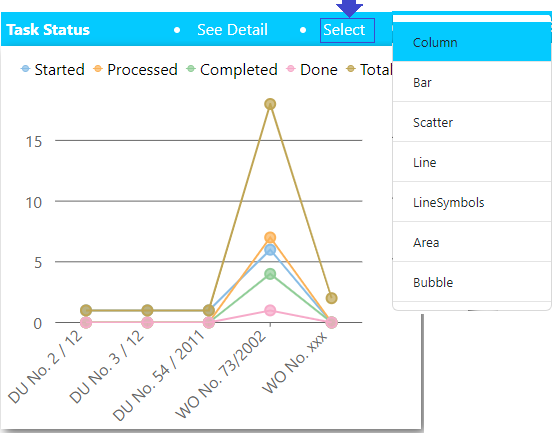 Task Status
See Detail
Select
Started
Processed
Completed
Done
Total
15
10
5
0
DU No. 2 / 12
DU No. 3 / 12
DU No. 54 / 2011
WO No. 73/2002
WO No. xxx
Column
Bar
Scatter
Line
LineSymbols
Area
Bubble